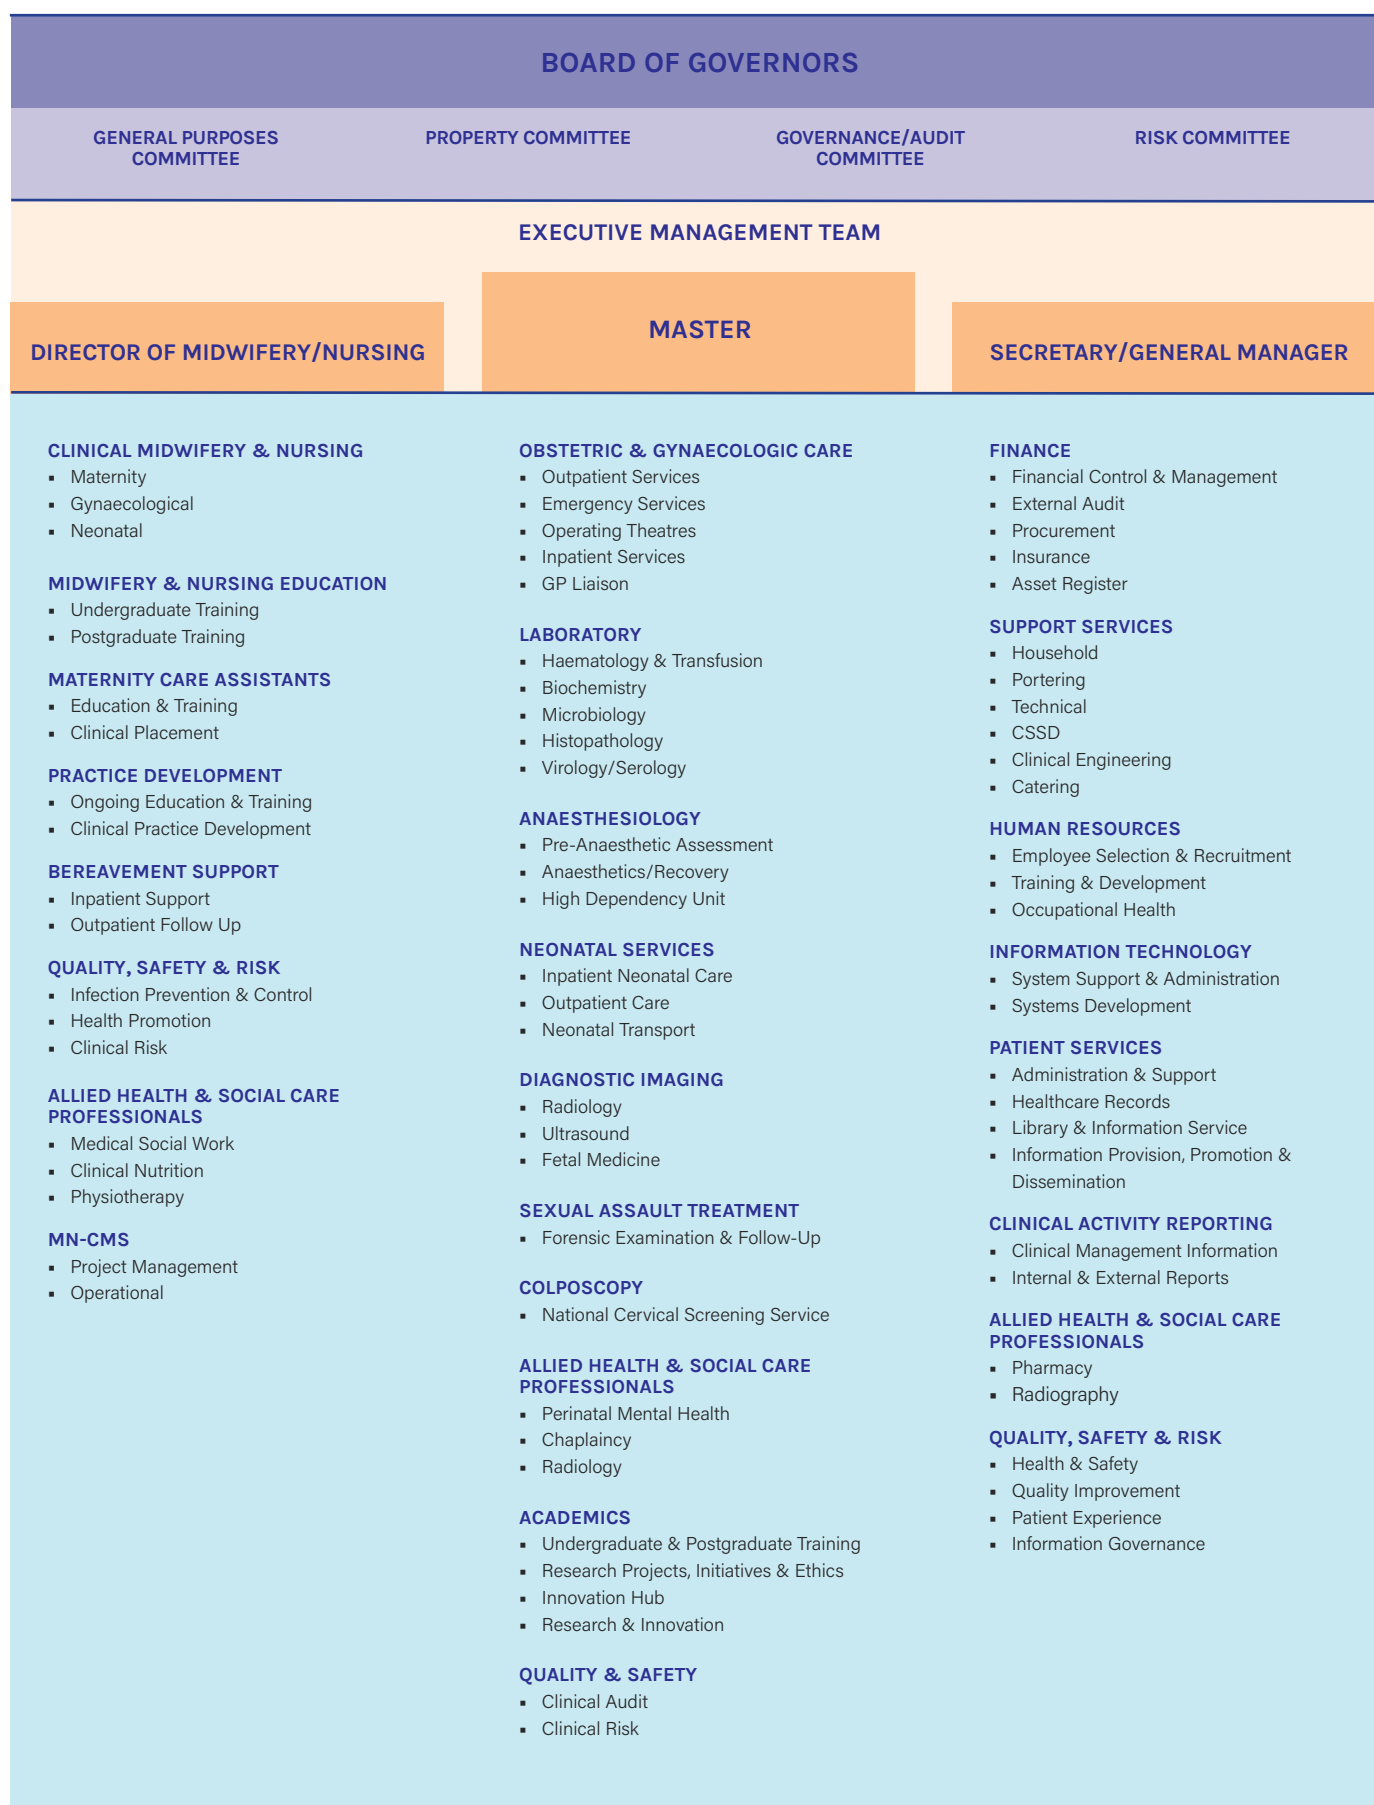 BOARD OF GOVERNORS
GENERAL PURPOSES
COMMITTEE
PROPERTY COMMITTEE
GOVERNANCE/AUDIT
COMMITTEE
RISK COMMITTEE
EXECUTIVE MANAGEMENT TEAM
DIRECTOR OF MIDWIFERY/NURSING
MASTER
SECRETARY/GENERAL MANAGER
CLINICAL MIDWIFERY & NURSING
▪ Maternity
▪ Gynaecological
▪ Neonatal
MIDWIFERY & NURSING EDUCATION
▪ Undergraduate Training
▪ Postgraduate Training
MATERNITY CARE ASSISTANTS
▪ Education & Training
▪ Clinical Placement
PRACTICE DEVELOPMENT
▪ Ongoing Education & Training
▪ Clinical Practice Development
BEREAVEMENT SUPPORT
▪ Inpatient Support
▪ Outpatient Follow Up
QUALITY, SAFETY & RISK
▪ Infection Prevention & Control
▪ Health Promotion
▪ Clinical Risk
ALLIED HEALTH & SOCIAL CARE
PROFESSIONALS
▪ Medical Social Work
▪ Clinical Nutrition
▪ Physiotherapy
MN-CMS
▪ Project Management
▪ Operational
OBSTETRIC & GYNAECOLOGIC CARE
▪ Outpatient Services
▪ Emergency Services
▪ Operating Theatres
▪ Inpatient Services
▪ GP Liaison
LABORATORY
▪ Haematology & Transfusion
▪ Biochemistry
▪ Microbiology
▪ Histopathology
▪ Virology/Serology
ANAESTHESIOLOGY
▪ Pre-Anaesthetic Assessment
▪ Anaesthetics/Recovery
▪ High Dependency Unit
NEONATAL SERVICES
▪ Inpatient Neonatal Care
▪ Outpatient Care
▪ Neonatal Transport
DIAGNOSTIC IMAGING
▪ Radiology
▪ Ultrasound
▪ Fetal Medicine
SEXUAL ASSAULT TREATMENT
▪ Forensic Examination & Follow-Up
COLPOSCOPY
▪ National Cervical Screening Service
ALLIED HEALTH & SOCIAL CARE
PROFESSIONALS
▪ Perinatal Mental Health
▪ Chaplaincy
▪ Radiology
ACADEMICS
▪ Undergraduate & Postgraduate Training
▪ Research Projects, Initiatives & Ethics
▪ Innovation Hub
▪ Research & Innovation
QUALITY & SAFETY
▪ Clinical Audit
▪ Clinical Risk
FINANCE
▪ Financial Control & Management
▪ External Audit
▪ Procurement
▪ Insurance
▪ Asset Register
SUPPORT SERVICES
▪ Household
▪ Portering
▪ Technical
▪ CSSD
▪ Clinical Engineering
▪ Catering
HUMAN RESOURCES
▪ Employee Selection & Recruitment
▪ Training & Development
▪ Occupational Health
INFORMATION TECHNOLOGY
▪ System Support & Administration
▪ Systems Development
PATIENT SERVICES
▪ Administration & Support
▪ Healthcare Records
▪ Library & Information Service
▪ Information Provision, Promotion &
Dissemination
CLINICAL ACTIVITY REPORTING
▪ Clinical Management Information
▪ Internal & External Reports
ALLIED HEALTH & SOCIAL CARE
PROFESSIONALS
▪ Pharmacy
▪ Radiography
QUALITY, SAFETY & RISK
▪ Health & Safety
▪ Quality Improvement
▪ Patient Experience
▪ Information Governance